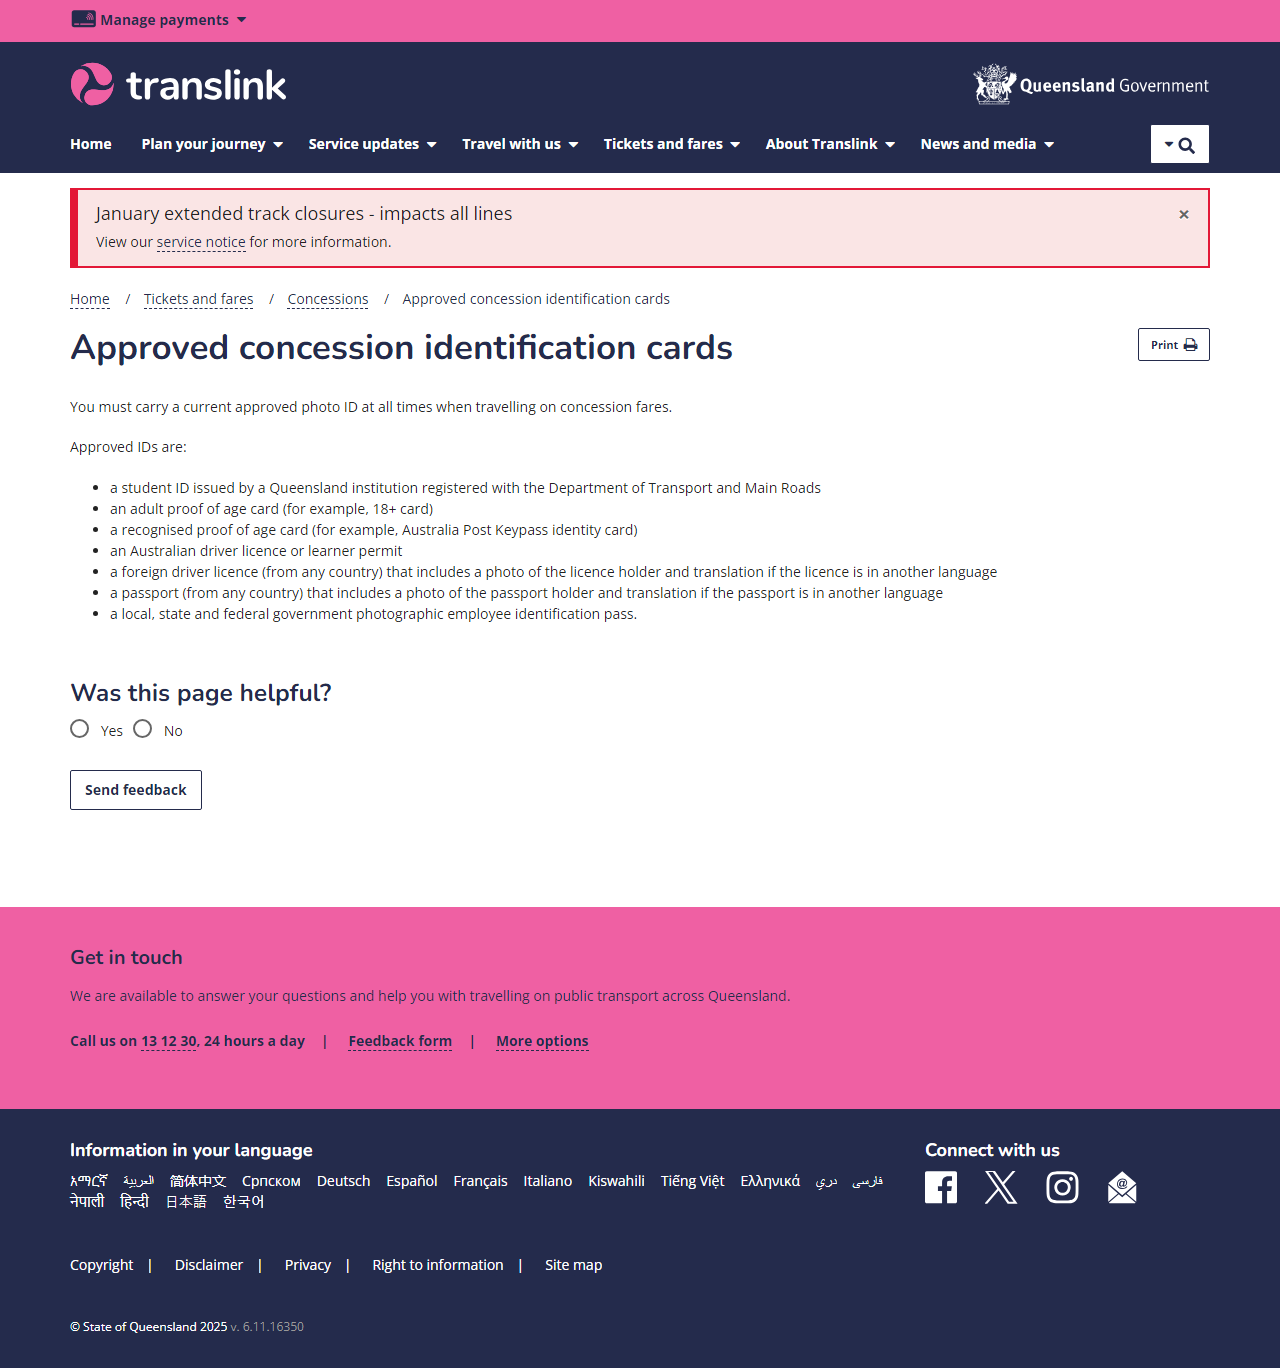 Manage payments
translink
Queensland Government
Home Plan your journey Service updates Travel with us Tickets and fares About Translink News and media
January extended track closures - impacts all lines
×
View our service notice for more information.
Home / Tickets and fares / Concessions / Approved concession identification cards
Approved concession identification cards
Print
You must carry a current approved photo ID at all times when travelling on concession fares.
Approved IDs are:
• a student ID issued by a Queensland institution registered with the Department of Transport and Main Roads
• an adult proof of age card (for example, 18+ card)
• a recognised proof of age card (for example, Australia Post Keypass identity card)
• an Australian driver licence or learner permit
• a foreign driver licence (from any country) that includes a photo of the licence holder and translation if the licence is in another language
• a passport (from any country) that includes a photo of the passport holder and translation if the passport is in another language
• a local, state and federal government photographic employee identification pass.
Was this page helpful?
Yes No
Send feedback
Get in touch
We are available to answer your questions and help you with travelling on public transport across Queensland.
Call us on 13 12 30, 24 hours a day | Feedback form | More options
Information in your language
Connect with us
አማርኛ العربية 简体中文 Српском Deutsch Español Français Italiano Kiswahili Tiếng Việt Ελληνικά دري فارسی
नेपाली हिन्दी 日本語 한국어
Copyright | Disclaimer | Privacy | Right to information | Site map
© State of Queensland 2025 v. 6.11.16350